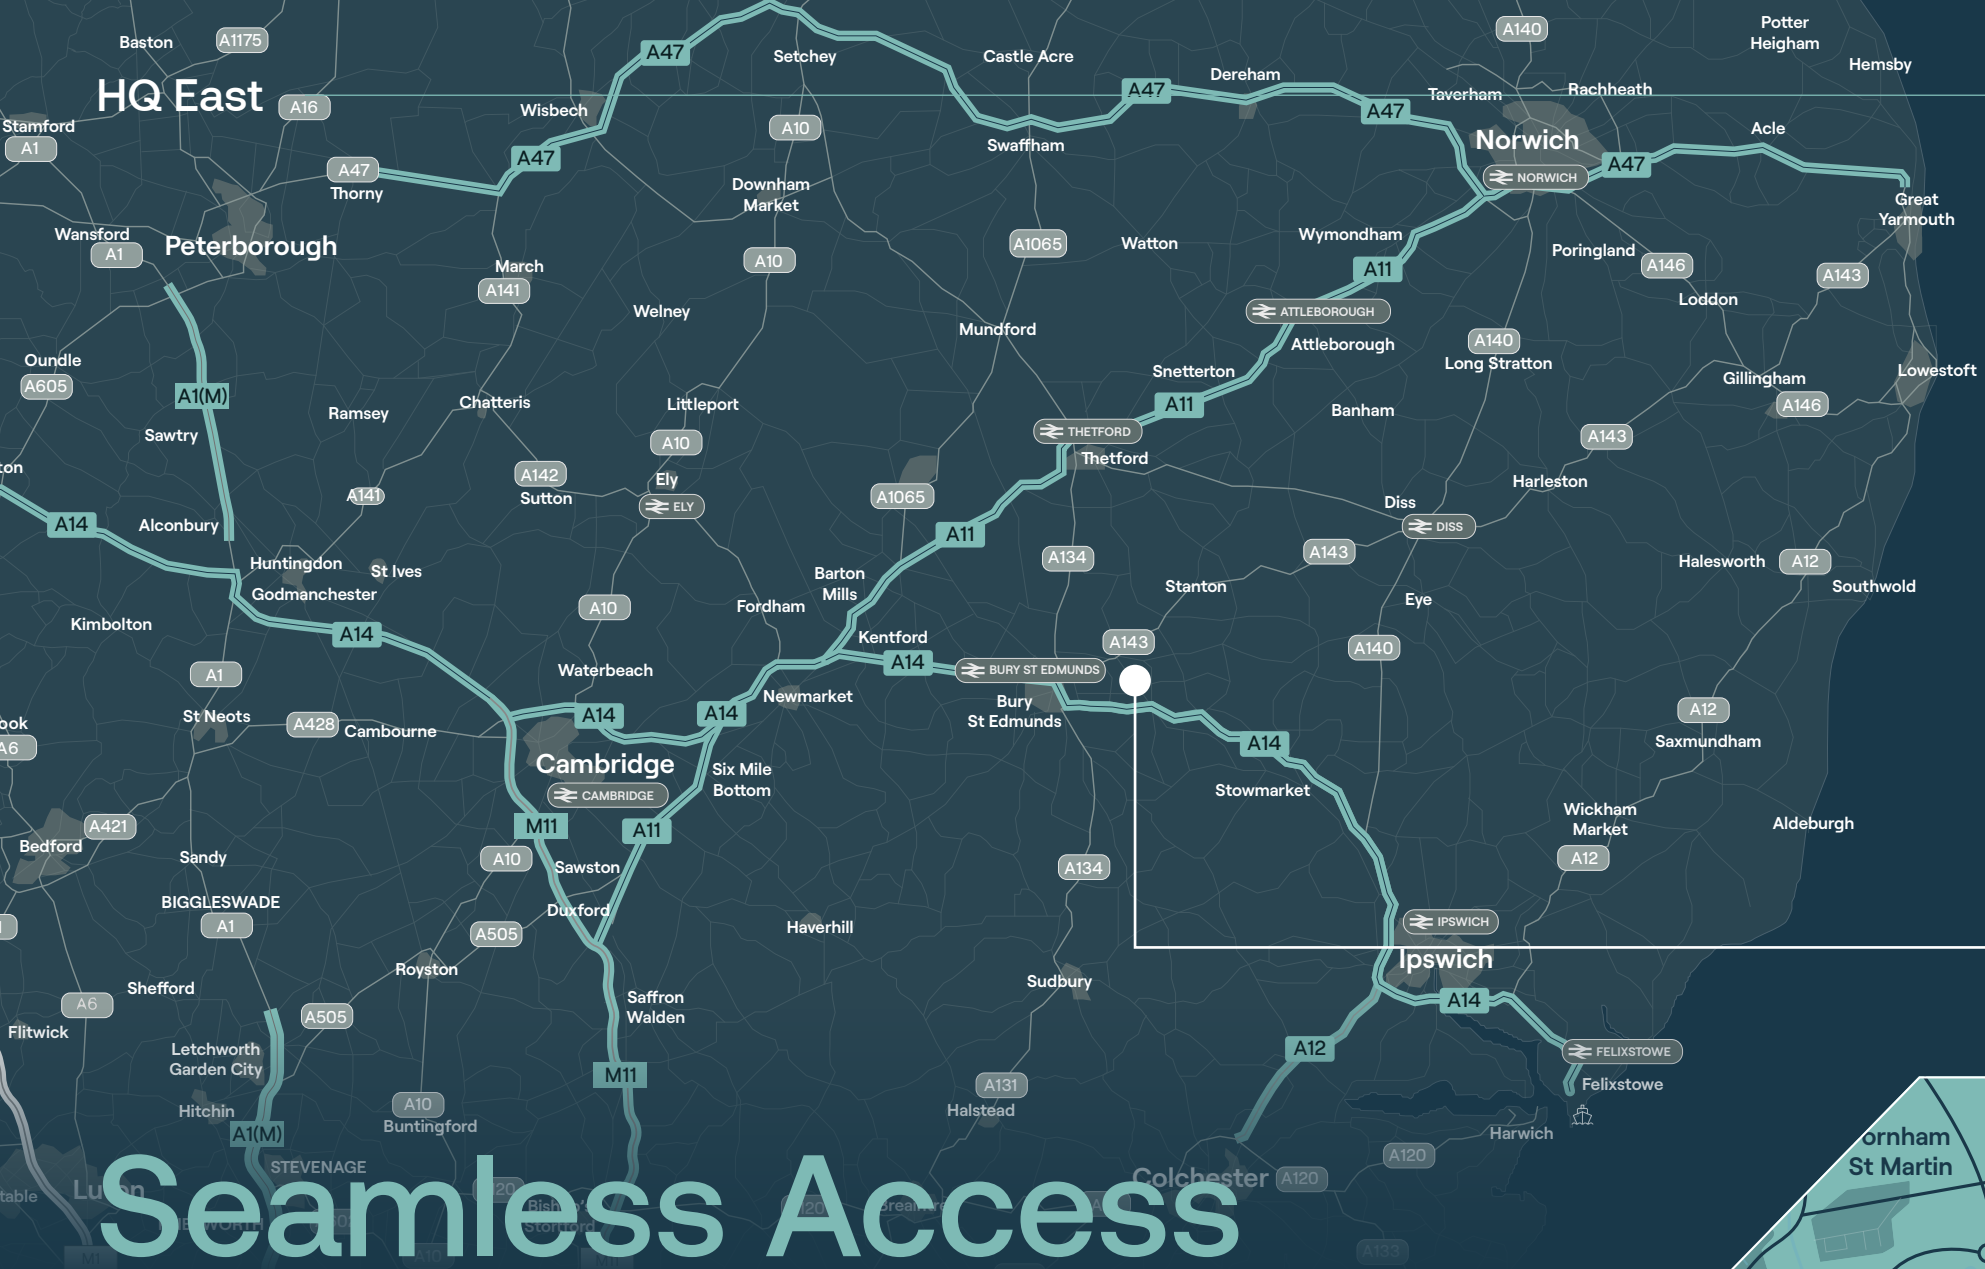 Baston
A1175
A47
Setchey
Castle Acre
A140
Potter
Heigham
Hemsby
HQ East
A16
Wisbech
A10
A47
Dereham
A47
Taverham
Rachheath
Stamford
A1
A47
Thorny
A47
Swaffham
Norwich
NORWICH
A47
Acle
Downham
Market
Great
Yarmouth
Wansford
A1
Peterborough
March
A141
A10
A1065
Watton
Wymondham
A11
Poringland
A146
A143
Loddon
Welney
Mundford
ATTLEBOROUGH
Attleborough
A140
Long Stratton
Oundle
A605
A1(M)
Sawtry
Ramsey
Chatteris
Littleport
A10
Snetterton
A11
Banham
Gillingham
A146
Lowestoft
THETFORD
Thetford
A143
A142
Sutton
Ely
ELY
A141
A1065
Harleston
Diss
DISS
A14
Alconbury
A11
A134
A143
Halesworth
A12
Southwold
Huntingdon
St Ives
Godmanchester
Barton
Mills
Stanton
Eye
Kimbolton
A14
A10
Fordham
Kentford
A14
BURY ST EDMUNDS
A143
A140
A1
Waterbeach
Newmarket
Bury
St Edmunds
St Neots
A428
Cambourne
A14
A14
A14
A12
Saxmundham
ook
A6
Cambridge
CAMBRIDGE
Six Mile
Bottom
Stowmarket
Wickham
Market
Aldeburgh
A421
Bedford
Sandy
M11
A11
A10
Sawston
A134
A12
BIGGLESWADE
A1
Duxford
A505
Haverhill
IPSWICH
Ipswich
Royston
Shefford
A6
Flitwick
A505
Saffron
Walden
Sudbury
A14
Letchworth
Garden City
A12
FELIXSTOWE
Felixstowe
Hitchin
A10
Buntingford
M11
A131
Halstead
Harwich
A1(M)
STEVENAGE
A120
Colchester
A120
ornham
St Martin
Seamless Access
A133